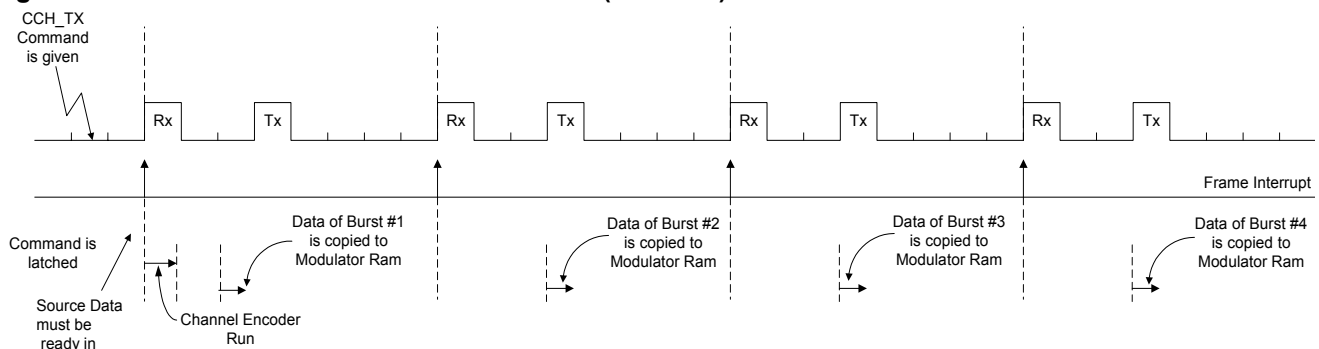 CCH_TX
Command
is given
Rx
Tx
Rx
Tx
Rx
Tx
Rx
Tx
Frame Interrupt
Command is
latched
Source Data
must be
ready in
Channel Encoder
Run
Data of Burst #1
is copied to
Modulator Ram
Data of Burst #2
is copied to
Modulator Ram
Data of Burst #3
is copied to
Modulator Ram
Data of Burst #4
is copied to
Modulator Ram